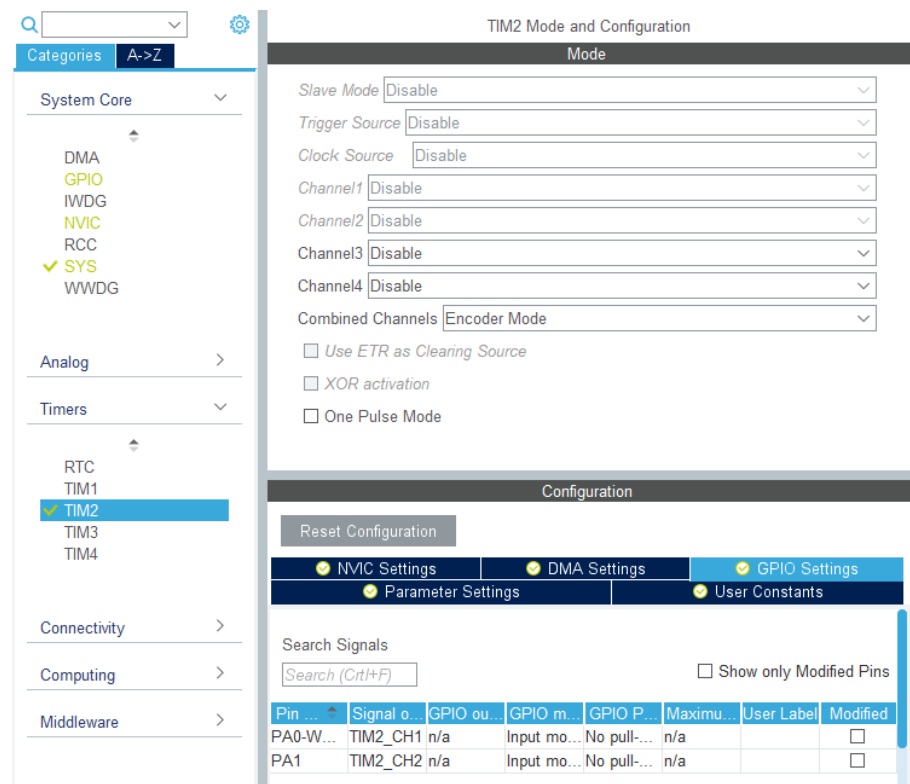 Categories A->Z
System Core
DMA
GPIO
IWDG
NVIC
RCC
SYS
WWDG
Analog
Timers
RTC
TIM1
TIM2
TIM3
TIM4
Connectivity
Computing
Middleware
TIM2 Mode and Configuration
Mode
Slave Mode Disable
Trigger Source Disable
Clock Source Disable
Channel1 Disable
Channel2 Disable
Channel3 Disable
Channel4 Disable
Combined Channels Encoder Mode
Use ETR as Clearing Source
XOR activation
One Pulse Mode
Configuration
Reset Configuration
NVIC Settings DMA Settings GPIO Settings
Parameter Settings User Constants
Search Signals
Search (Crtl+F) Show only Modified Pins
Pin ... Signal o... GPIO ou... GPIO m... GPIO P... Maximu... User Label Modified
PA0-W... TIM2_CH1 n/a Input mo... No pull-... n/a
PA1 TIM2_CH2 n/a Input mo... No pull-... n/a